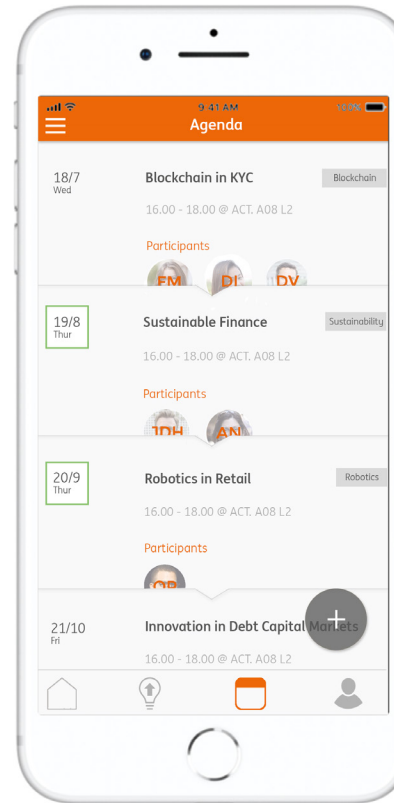 9:41 AM
100%
Agenda
18/7
Wed
Blockchain in KYC
Blockchain
16.00 - 18.00 @ ACT. A08 L2
Participants
EM DI DV
19/8
Thur
Sustainable Finance
Sustainability
16.00 - 18.00 @ ACT. A08 L2
Participants
JDH AN
20/9
Thur
Robotics in Retail
Robotics
16.00 - 18.00 @ ACT. A08 L2
Participants
21/10
Fri
Innovation in Debt Capital Markets
+
16.00 - 18.00 @ ACT. A08 L2